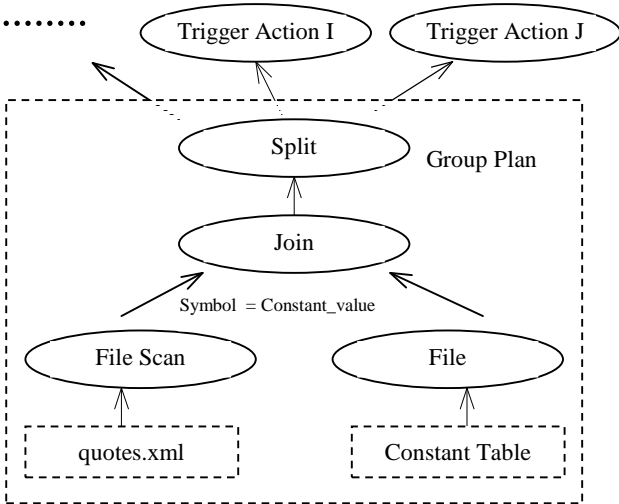 ........
Trigger Action I
Trigger Action J
Split
Group Plan
Join
Symbol = Constant_value
File Scan
File
quotes.xml
Constant Table